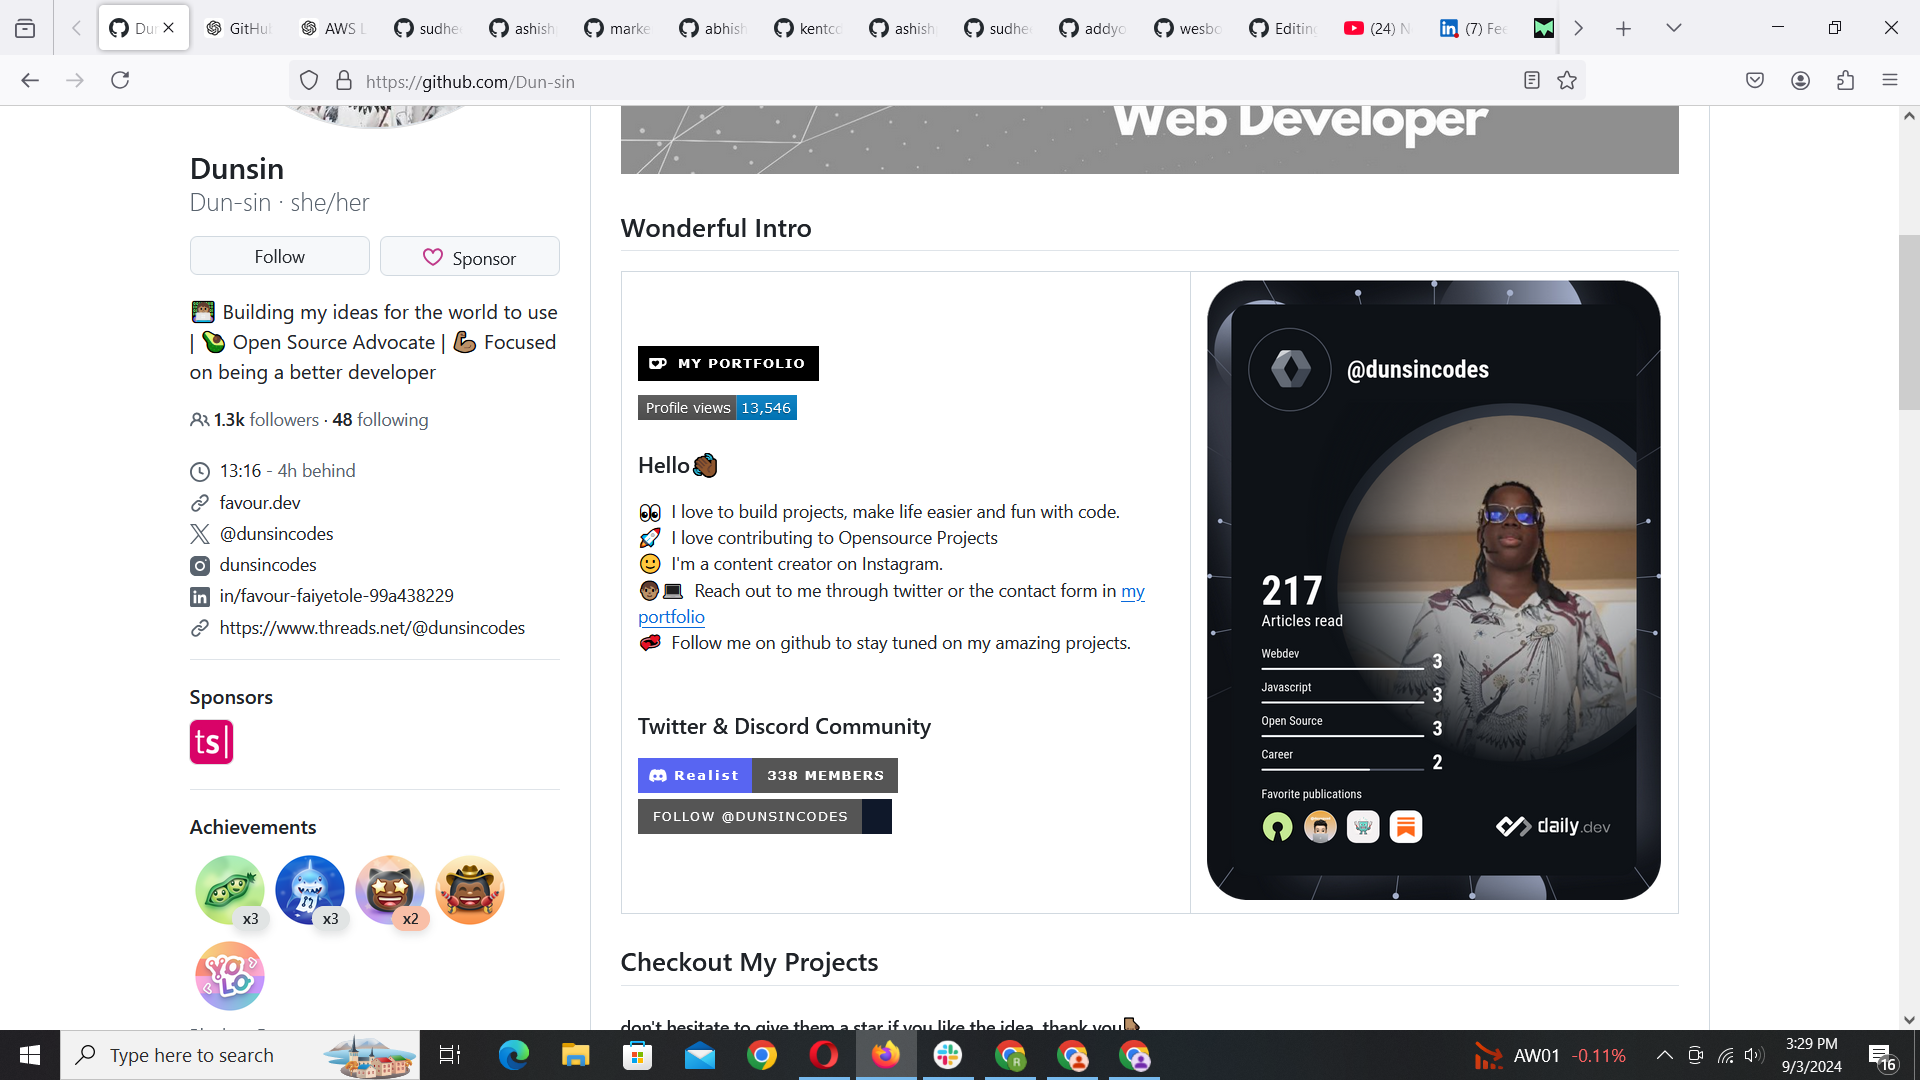 Dun
GitHub
AWS L
sudhe
ashish
marke
abhish
kentcd
ashish
sudhe
addyo
wesbo
Editing
(24) N
(7) Fee
https://github.com/Dun-sin
Web Developer
Dunsin
Dun-sin · she/her
Follow
Sponsor
Building my ideas for the world to use
| Open Source Advocate | Focused
on being a better developer
1.3k followers · 48 following
13:16 - 4h behind
favour.dev
@dunsincodes
dunsincodes
in/favour-faiyetole-99a438229
https://www.threads.net/@dunsincodes
Sponsors
ts|
Achievements
x3
x3
x2
YOLO
Wonderful Intro
MY PORTFOLIO
Profile views 13,546
Hello
I love to build projects, make life easier and fun with code.
I love contributing to Opensource Projects
I'm a content creator on Instagram.
Reach out to me through twitter or the contact form in my
portfolio
Follow me on github to stay tuned on my amazing projects.
Twitter & Discord Community
Realist 338 MEMBERS
FOLLOW @DUNSINCODES
@dunsincodes
217
Articles read
Webdev 3
Javascript 3
Open Source 3
Career 2
Favorite publications
daily.dev
Checkout My Projects
don't hesitate to give them a star if you like the idea, thank you
Type here to search
AW01 -0.11%
3:29 PM
9/3/2024
16